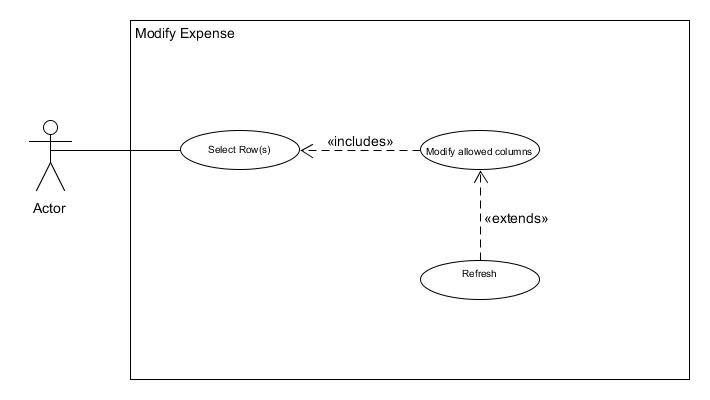 Modify Expense
Select Row(s)
«includes»
Modify allowed columns
Actor
«extends»
Refresh